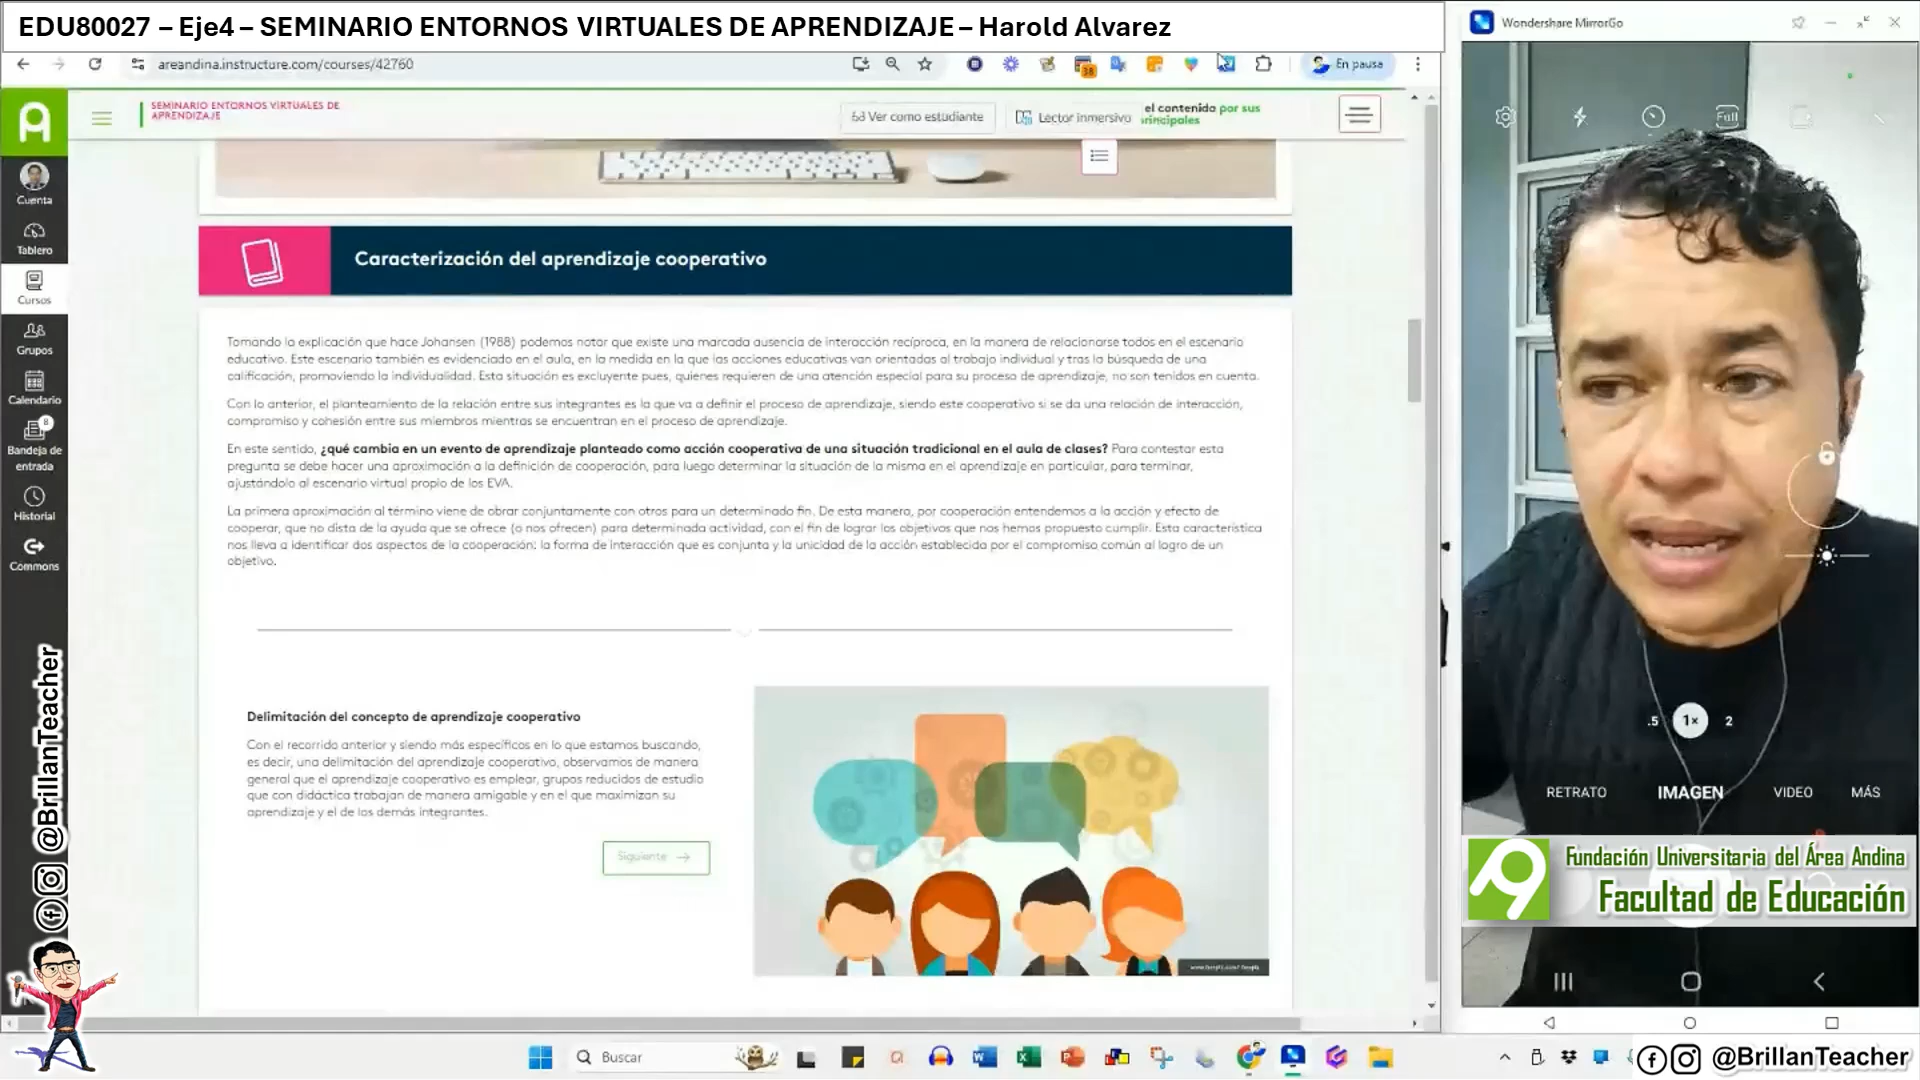 EDU80027 – Eje4 – SEMINARIO ENTORNOS VIRTUALES DE APRENDIZAJE – Harold Alvarez
Wondershare MirrorGo
areandina.instructure.com/courses/42760
38
En pausa
SEMINARIO ENTORNOS VIRTUALES DE
APRENDIZAJE
Ver como estudiante
Lector inmersivo
el contenido por sus
principales
Full
Cuenta
Tablero
Cursos
Grupos
Calendario
8
Bandeja de
entrada
Historial
Commons
@BrillanTeacher
Caracterización del aprendizaje cooperativo
Tomando la explicación que hace Johansen (1988) podemos notar que existe una marcada ausencia de interacción recíproca, en la manera de relacionarse todos en el escenario
educativo. Este escenario también es evidenciado en el aula, en la medida en la que las acciones educativas van orientadas al trabajo individual y tras la búsqueda de una
calificación, promoviendo la individualidad. Esta situación es excluyente pues, quienes requieren de una atención especial para su proceso de aprendizaje, no son tenidos en cuenta.
Con lo anterior, el planteamiento de la relación entre sus integrantes es la que va a definir el proceso de aprendizaje, siendo este cooperativo si se da una relación de interacción,
compromiso y cohesión entre sus miembros mientras se encuentran en el proceso de aprendizaje.
En este sentido, ¿qué cambia en un evento de aprendizaje planteado como acción cooperativa de una situación tradicional en el aula de clases? Para contestar esta
pregunta se debe hacer una aproximación a la definición de cooperación, para luego determinar la situación de la misma en el aprendizaje en particular, para terminar,
ajustándolo al escenario virtual propio de los EVA.
La primera aproximación al término viene de obrar conjuntamente con otros para un determinado fin. De esta manera, por cooperación entendemos a la acción y efecto de
cooperar, que no dista de la ayuda que se ofrece (o nos ofrecen) para determinada actividad, con el fin de lograr los objetivos que nos hemos propuesto cumplir. Esta característica
nos lleva a identificar dos aspectos de la cooperación: la forma de interacción que es conjunta y la unicidad de la acción establecida por el compromiso común al logro de un
objetivo.
Delimitación del concepto de aprendizaje cooperativo
Con el recorrido anterior y siendo más específicos en lo que estamos buscando,
es decir, una delimitación del aprendizaje cooperativo, observamos de manera
general que el aprendizaje cooperativo es emplear, grupos reducidos de estudio
que con didáctica trabajan de manera amigable y en el que maximizan su
aprendizaje y el de los demás integrantes.
Siguiente
.5 1× 2
RETRATO IMAGEN VIDEO MÁS
Fundación Universitaria del Área Andina
Facultad de Educación
Buscar
@BrillanTeacher